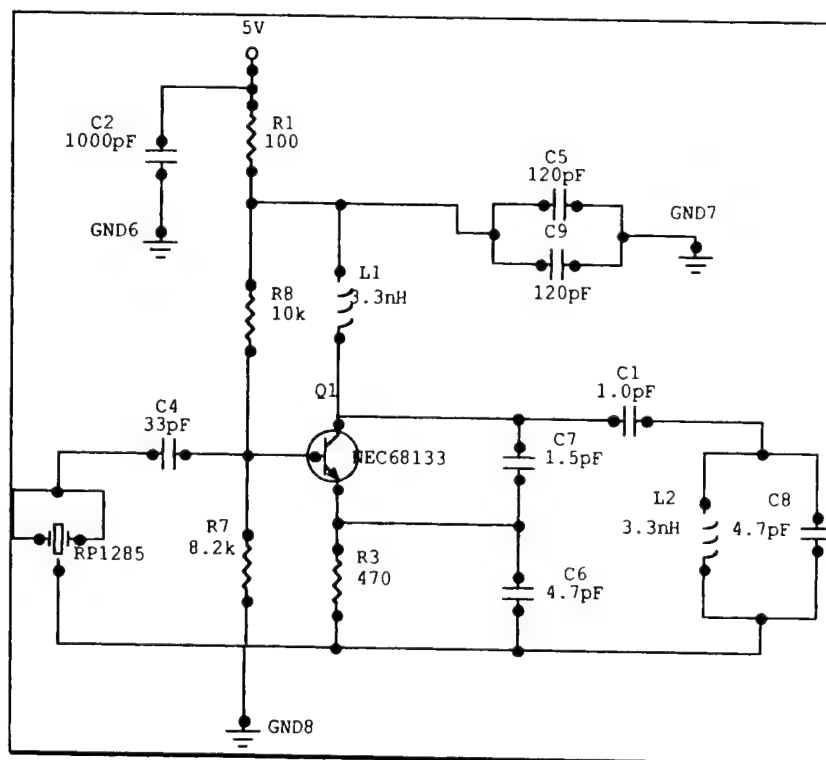 5V
C2
1000pF
R1
100
C5
120pF
GND7
GND6
C9
120pF
L1
3.3nH
R8
10k
Q1
C1
1.0pF
C4
33pF
NEC68133
C7
1.5pF
L2
3.3nH
C8
4.7pF
R7
8.2k
RP1285
R3
470
C6
4.7pF
GND8